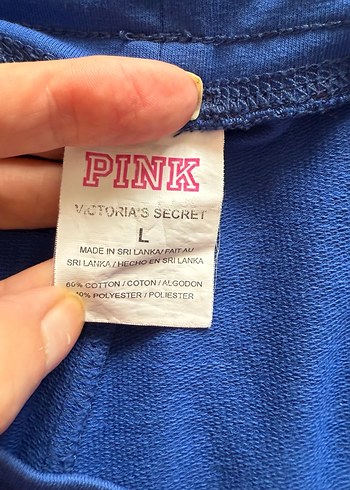 PINK
VICTORIA'S SECRET
L
MADE IN SRI LANKA/ FAIT AU
SRI LANKA / HECHO EN SRI LANKA
60% COTTON / COTON / ALGODON
40% POLYESTER / POLIESTER